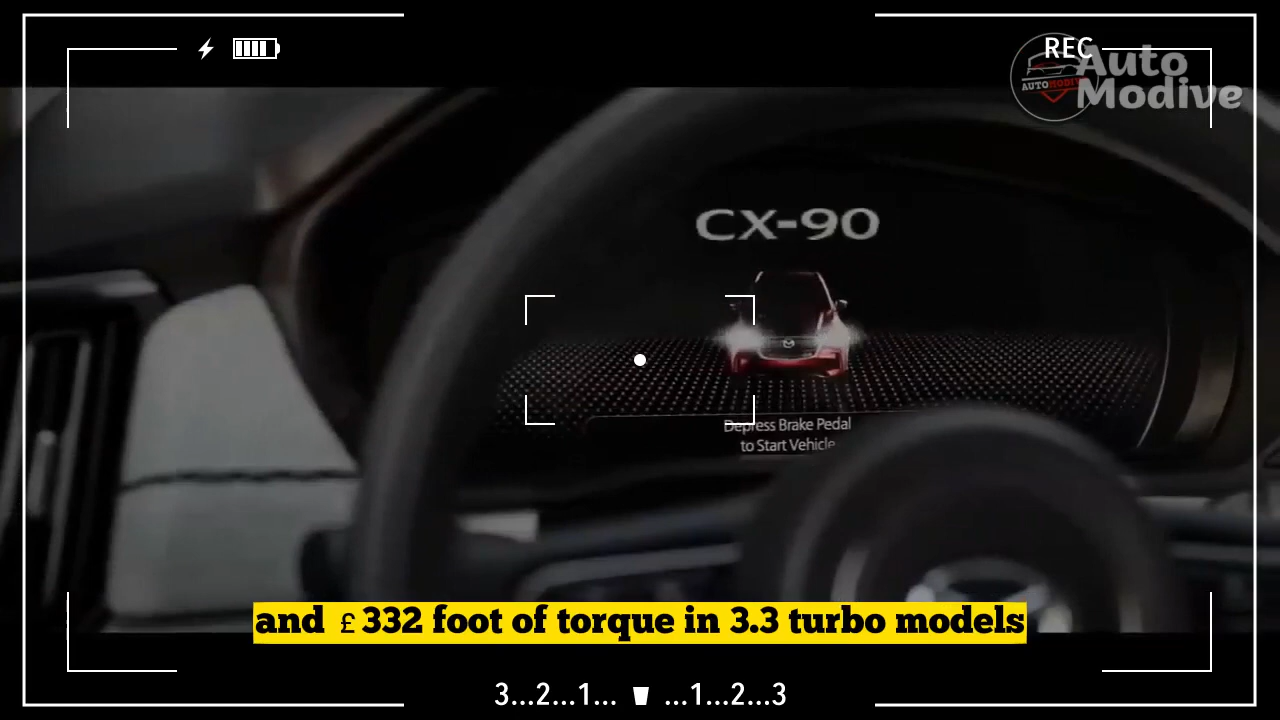 REC
Auto
Modive
AUTOMODIVE
CX-90
Depress Brake Pedal
to Start Vehicle
and £332 foot of torque in 3.3 turbo models
3...2...1... ...1...2...3